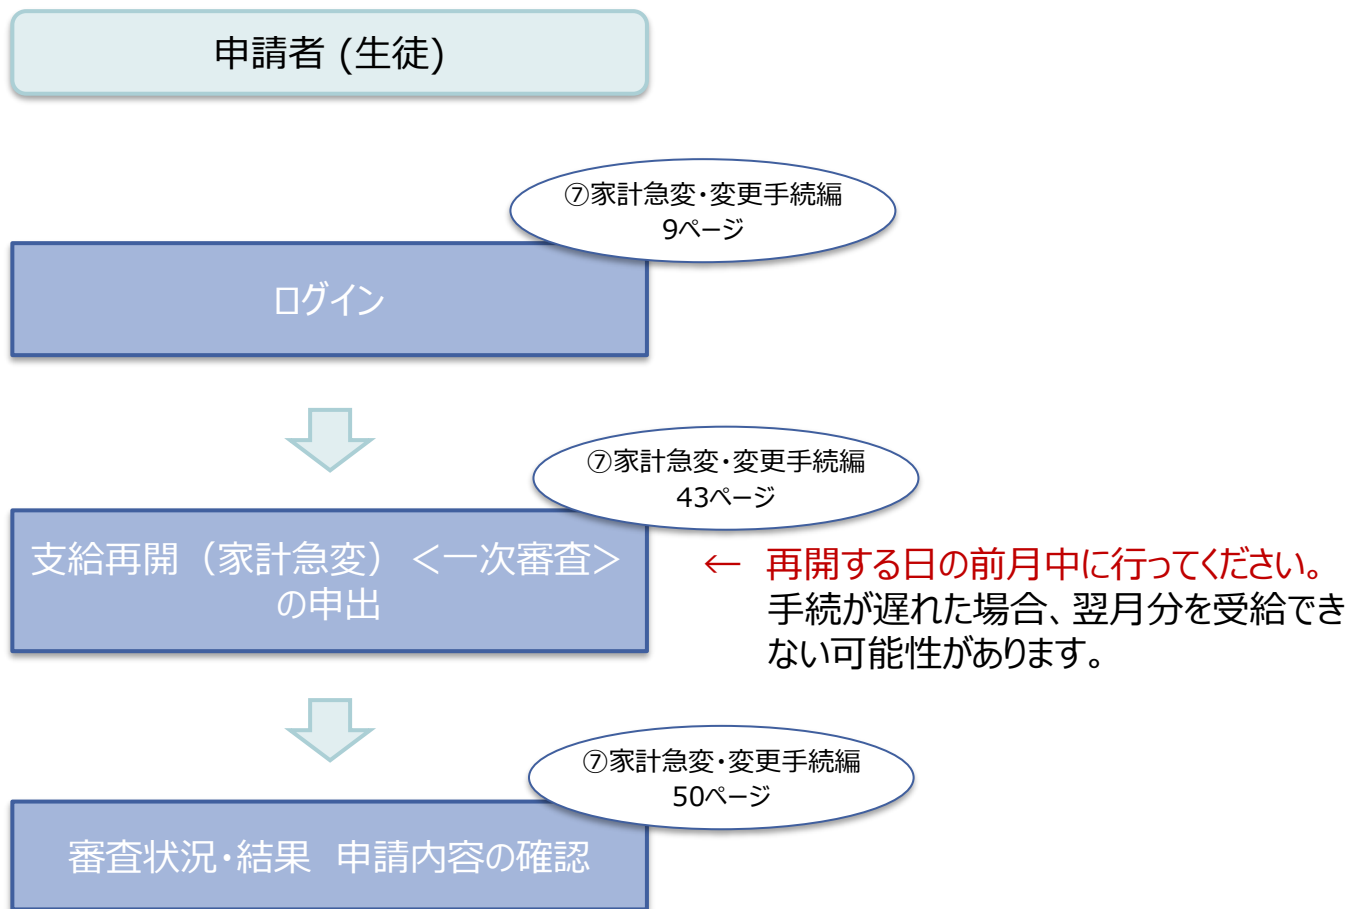 申請者 (生徒)
⑦家計急変・変更手続編
9ページ
ログイン
⑦家計急変・変更手続編
43ページ
支給再開（家計急変）＜一次審査＞
の申出
← 再開する日の前月中に行ってください。
手続が遅れた場合、翌月分を受給でき
ない可能性があります。
⑦家計急変・変更手続編
50ページ
審査状況・結果　申請内容の確認